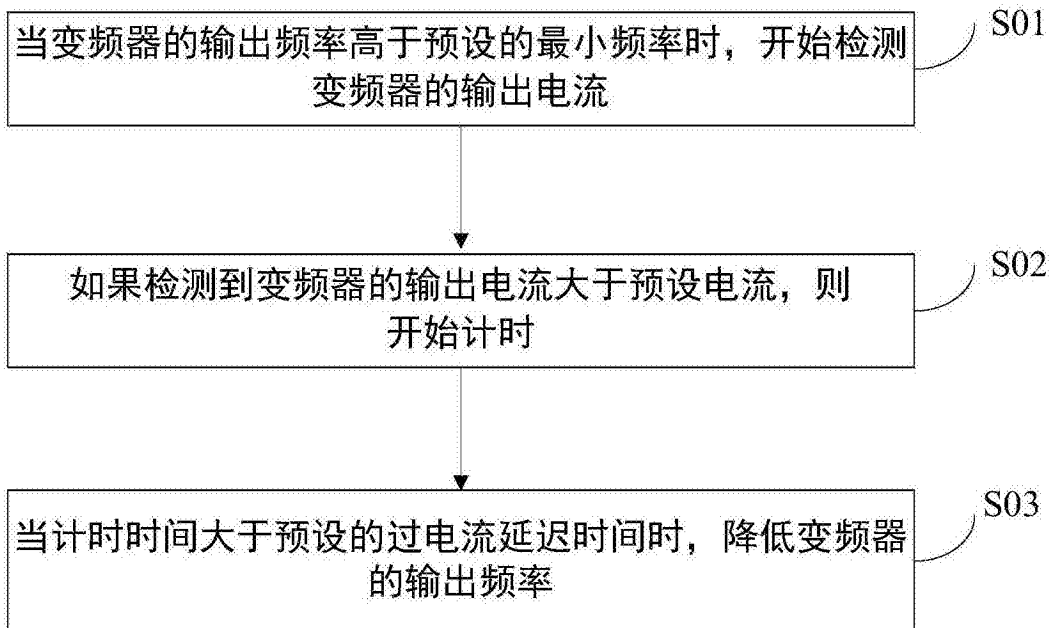 当变频器的输出频率高于预设的最小频率时，开始检测
变频器的输出电流
S01
如果检测到变频器的输出电流大于预设电流，则
开始计时
S02
当计时时间大于预设的过电流延迟时间时，降低变频器
的输出频率
S03